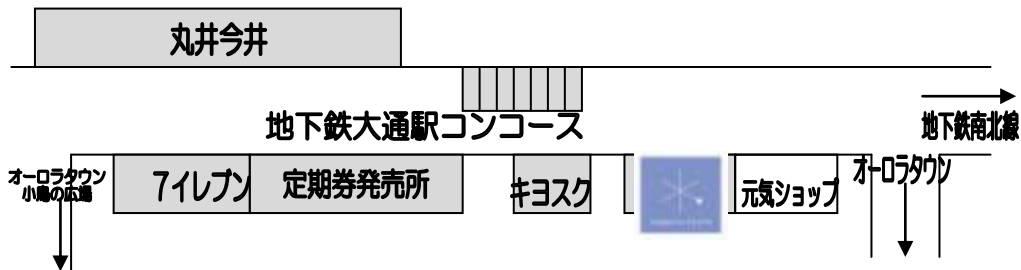 丸井今井
地下鉄大通駅コンコース
地下鉄南北線
オーロラタウン
小鳥の広場
7イレブン
定期券発売所
キヨスク
元気ショップ
オーロラタウン